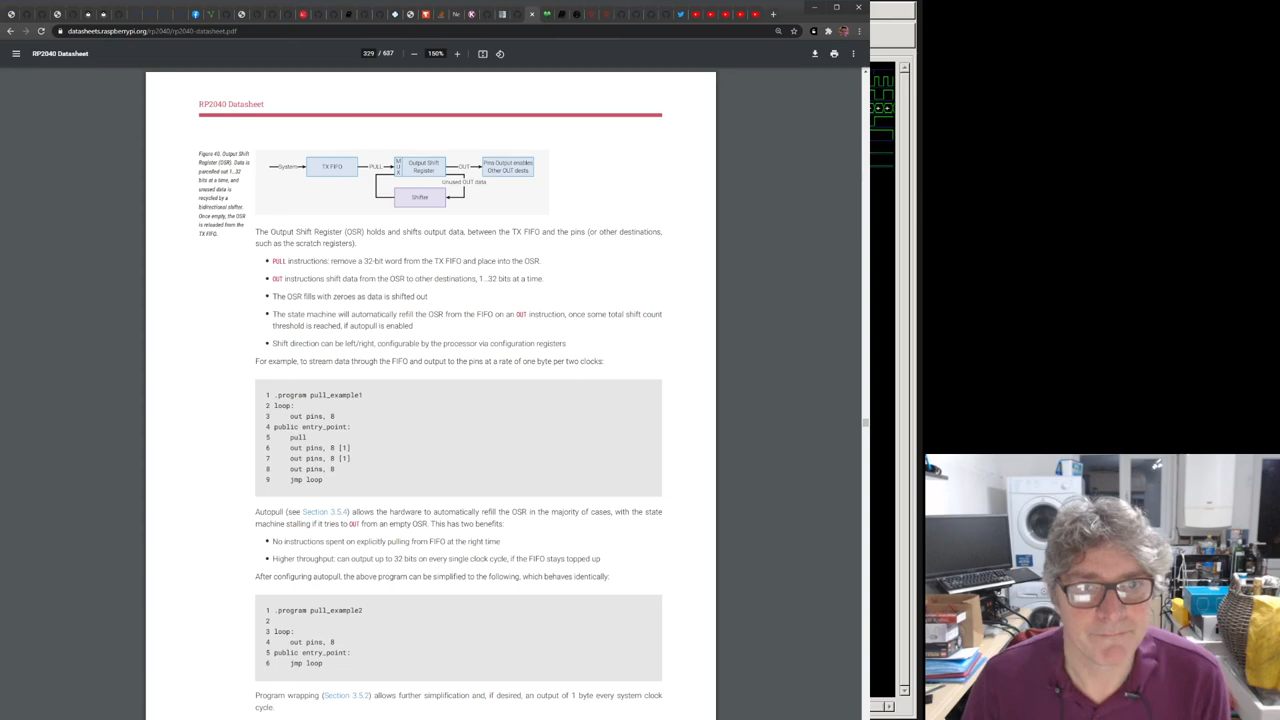 datasheets.raspberrypi.org/rp2040/rp2040-datasheet.pdf
RP2040 Datasheet
329 / 637
150%
RP2040 Datasheet
Figure 40. Output Shift
Register (OSR). Data is
parcelled out 1..32
bits at a time, and
unused data is
recycled by a
bidirectional shifter.
Once empty, the OSR
is reloaded from the
TX FIFO.
System
TX FIFO
PULL
M
X
Output Shift
Register
OUT
Pins Output enables
Other OUT dests
Unused OUT data
Shifter
The Output Shift Register (OSR) holds and shifts output data, between the TX FIFO and the pins (or other destinations,
such as the scratch registers).
• PULL instructions: remove a 32-bit word from the TX FIFO and place into the OSR.
• OUT instructions shift data from the OSR to other destinations, 1..32 bits at a time.
• The OSR fills with zeroes as data is shifted out
• The state machine will automatically refill the OSR from the FIFO on an OUT instruction, once some total shift count
threshold is reached, if autopull is enabled
• Shift direction can be left/right, configurable by the processor via configuration registers
For example, to stream data through the FIFO and output to the pins at a rate of one byte per two clocks:
1 .program pull_example1
2 loop:
3 out pins, 8
4 public entry_point:
5 pull
6 out pins, 8 [1]
7 out pins, 8 [1]
8 out pins, 8
9 jmp loop
Autopull (see Section 3.5.4) allows the hardware to automatically refill the OSR in the majority of cases, with the state
machine stalling if it tries to OUT from an empty OSR. This has two benefits:
• No instructions spent on explicitly pulling from FIFO at the right time
• Higher throughput: can output up to 32 bits on every single clock cycle, if the FIFO stays topped up
After configuring autopull, the above program can be simplified to the following, which behaves identically:
1 .program pull_example2
2
3 loop:
4 out pins, 8
5 public entry_point:
6 jmp loop
Program wrapping (Section 3.5.2) allows further simplification and, if desired, an output of 1 byte every system clock
cycle.